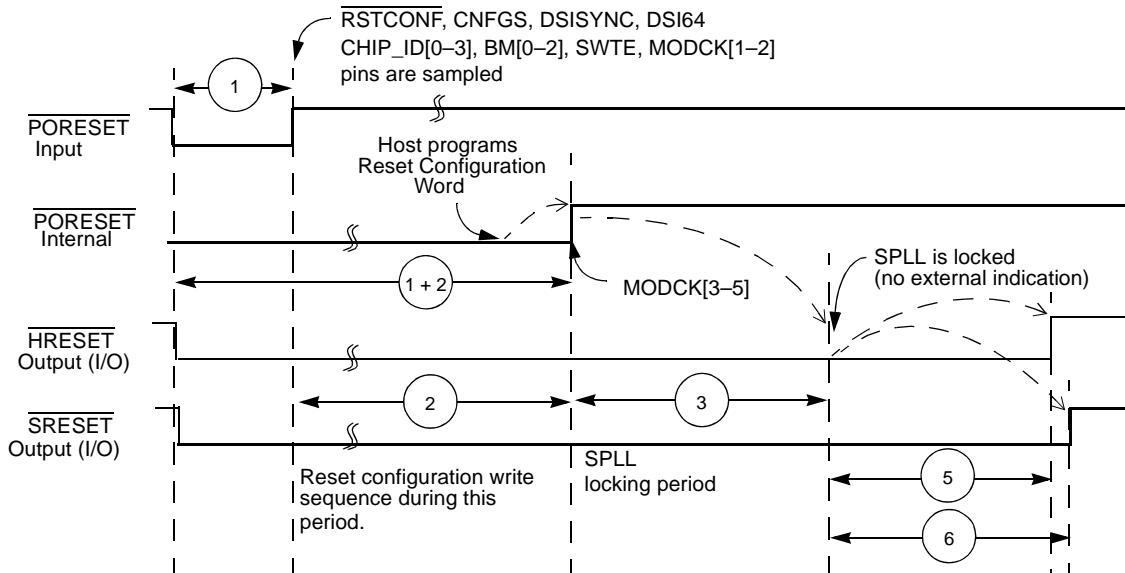 RSTCONF, CNFGS, DSISYNC, DSI64
CHIP_ID[0–3], BM[0–2], SWTE, MODCK[1–2]
pins are sampled
1
PORESET
Input
Host programs
Reset Configuration
Word
PORESET
Internal
SPLL is locked
(no external indication)
1 + 2
MODCK[3–5]
HRESET
Output (I/O)
2
3
SRESET
Output (I/O)
Reset configuration write
sequence during this
period.
SPLL
locking period
5
6